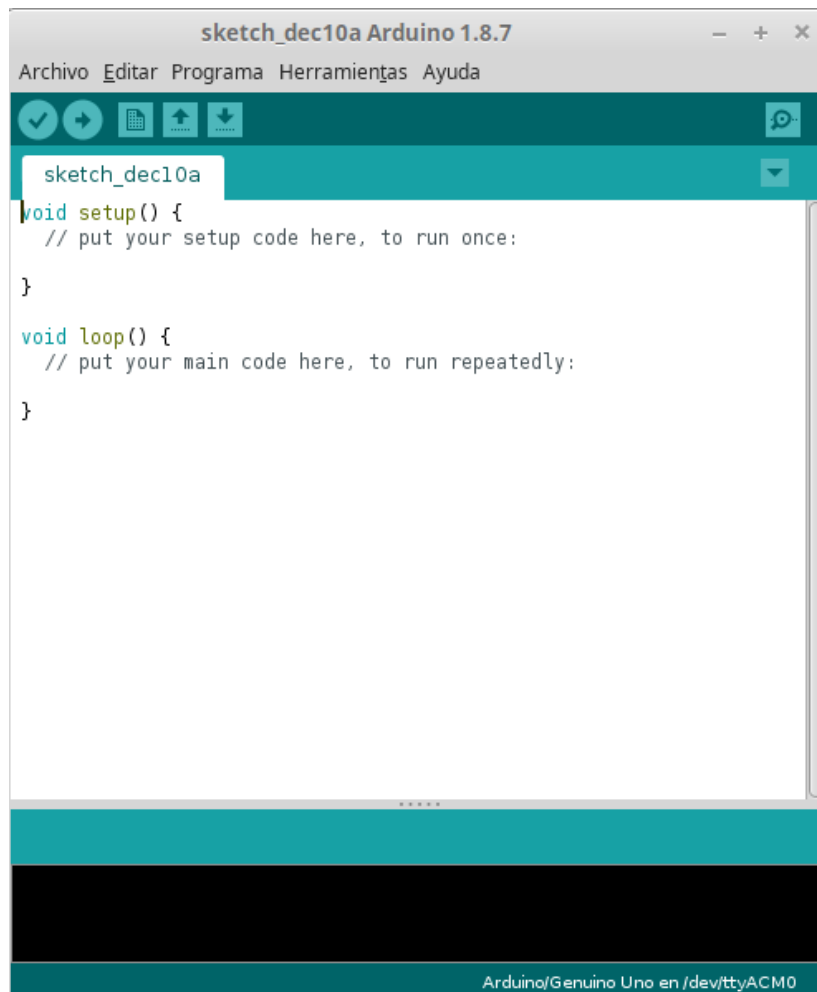 sketch_dec10a Arduino 1.8.7
Archivo Editar Programa Herramientas Ayuda
sketch_dec10a
void setup() {
  // put your setup code here, to run once:
}
void loop() {
  // put your main code here, to run repeatedly:
}
Arduino/Genuino Uno en /dev/ttyACM0